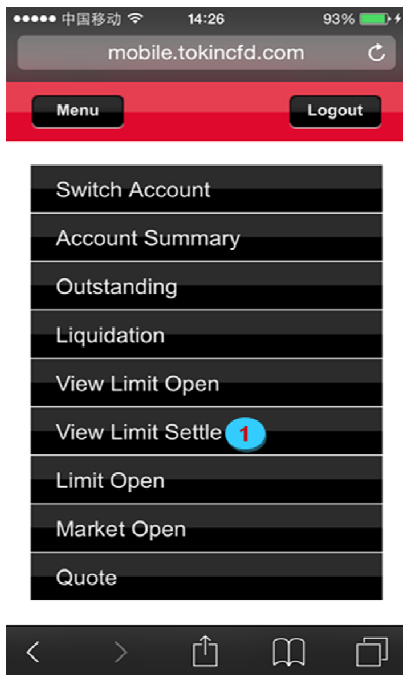 中国移动 14:26 93%
mobile.tokincfd.com
Menu Logout
Switch Account
Account Summary
Outstanding
Liquidation
View Limit Open
View Limit Settle 1
Limit Open
Market Open
Quote